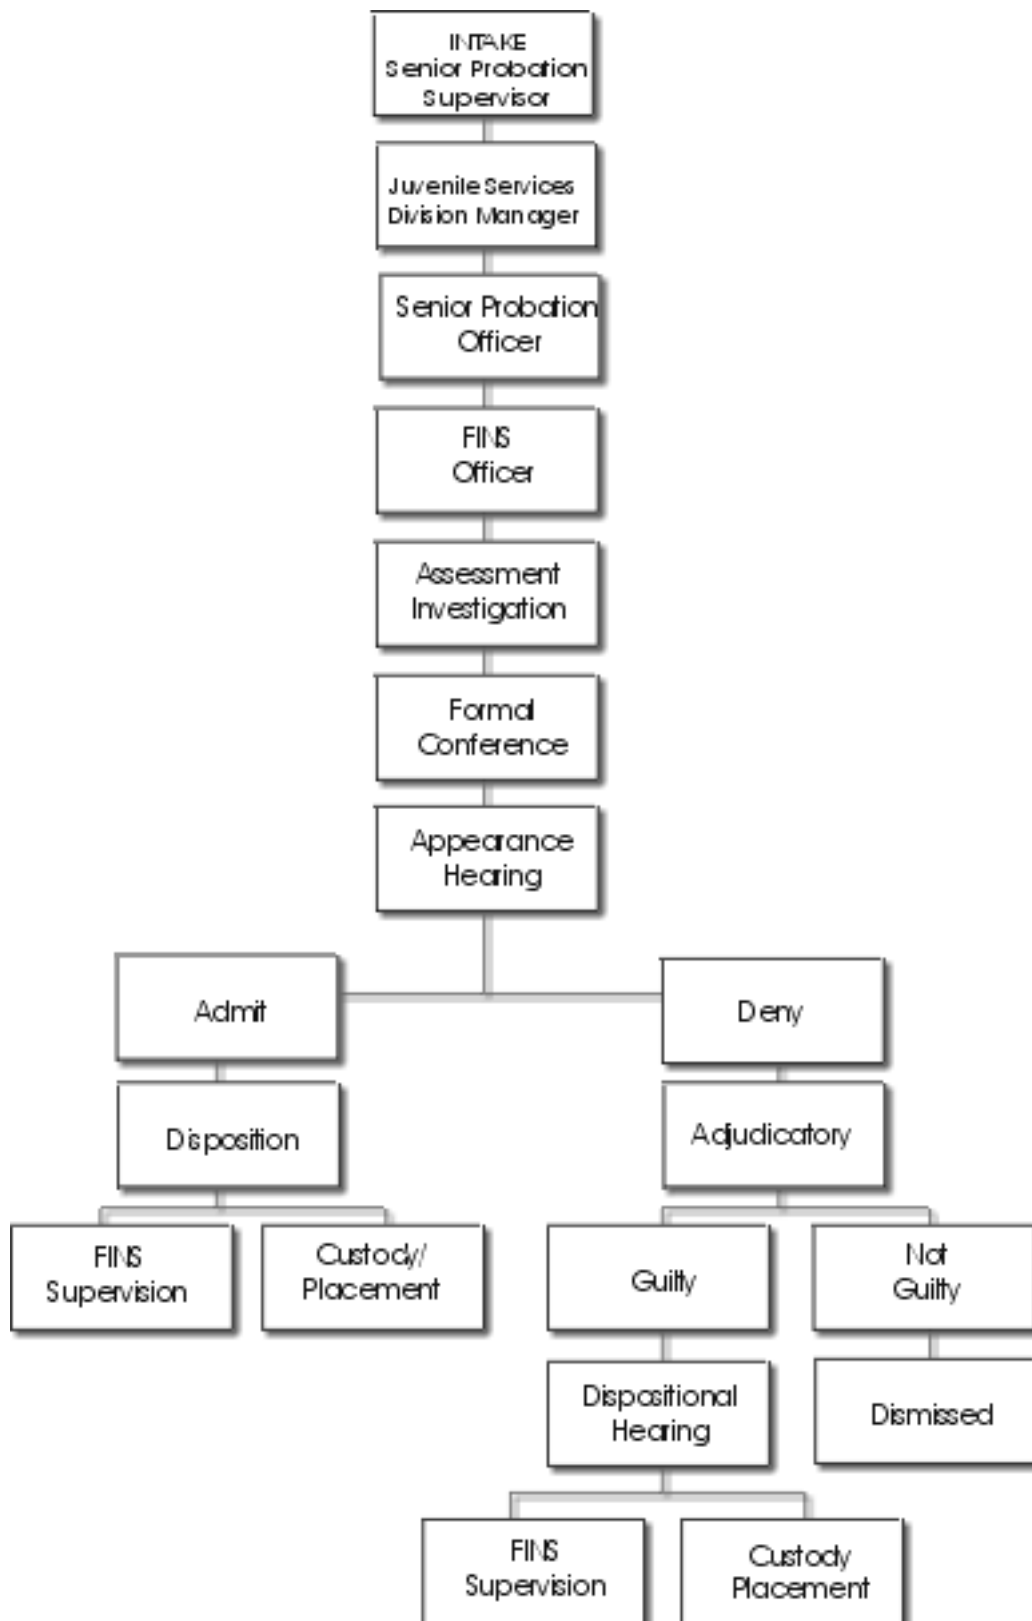 INTAKE
Senior Probation
Supervisor
Juvenile Services
Division Manager
Senior Probation
Officer
FINS
Officer
Assessment
Investigation
Formal
Conference
Appearance
Hearing
Admit
Deny
Disposition
Adjudicatory
FINS
Supervision
Custody/
Placement
Guilty
Not
Guilty
Dispositional
Hearing
Dismissed
FINS
Supervision
Custody
Placement